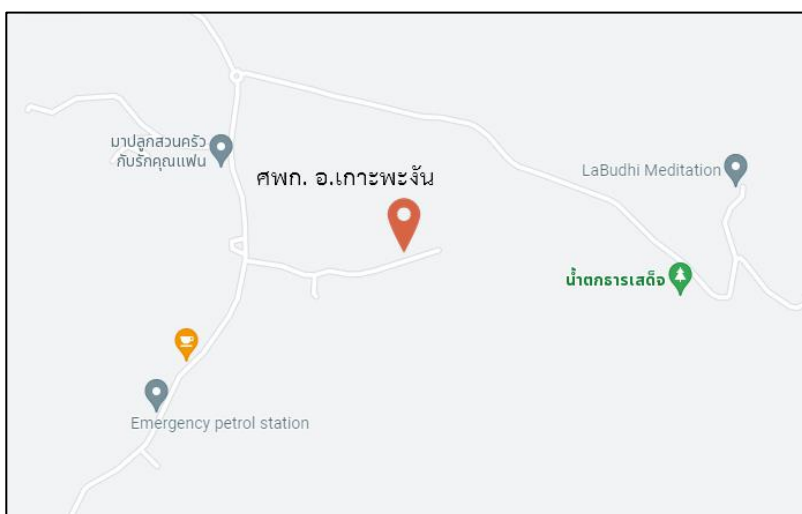 มาปลูกสวนครัว
กับรักคุณแฟน
ศพก. อ.เกาะพะงัน
LaBudhi Meditation
น้ำตกธารเสด็จ
Emergency petrol station